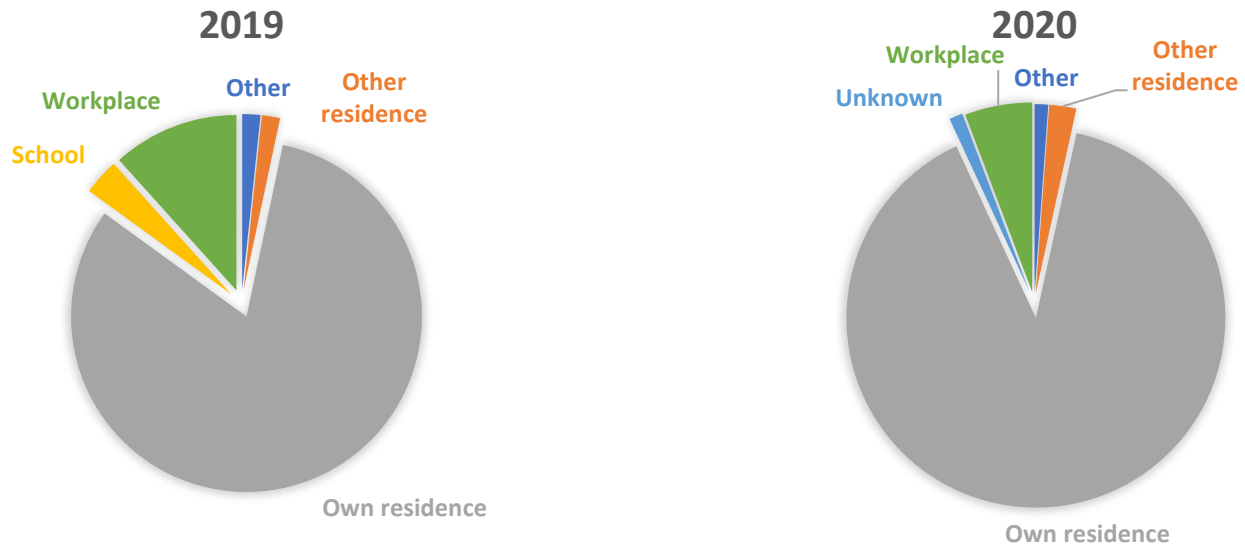 2019
Other
Other
residence
Workplace
School
Own residence
2020
Workplace
Other
Other
residence
Unknown
Own residence